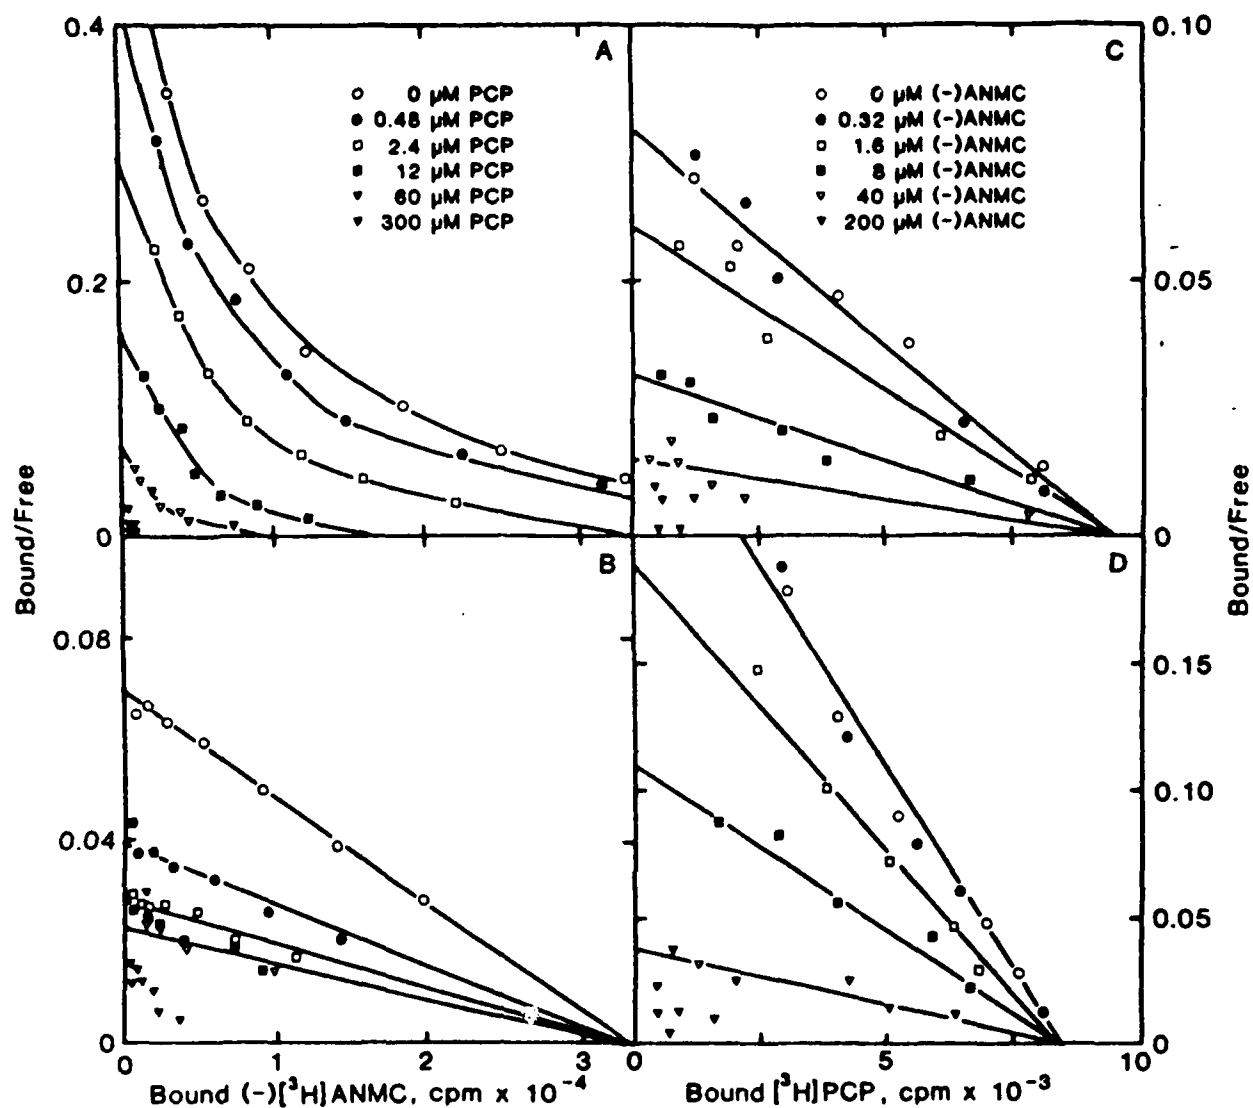 0.4
0.2
0
A
0 µM PCP
0.48 µM PCP
2.4 µM PCP
12 µM PCP
60 µM PCP
300 µM PCP
C
0 µM (-)ANMC
0.32 µM (-)ANMC
1.6 µM (-)ANMC
8 µM (-)ANMC
40 µM (-)ANMC
200 µM (-)ANMC
0.10
0.05
0
Bound/Free
Bound/Free
B
0.08
0.04
0
D
0.15
0.10
0.05
0
0 1 2 3
0 5 10
Bound (-)[³H]ANMC, cpm x 10⁻⁴
Bound [³H]PCP, cpm x 10⁻³